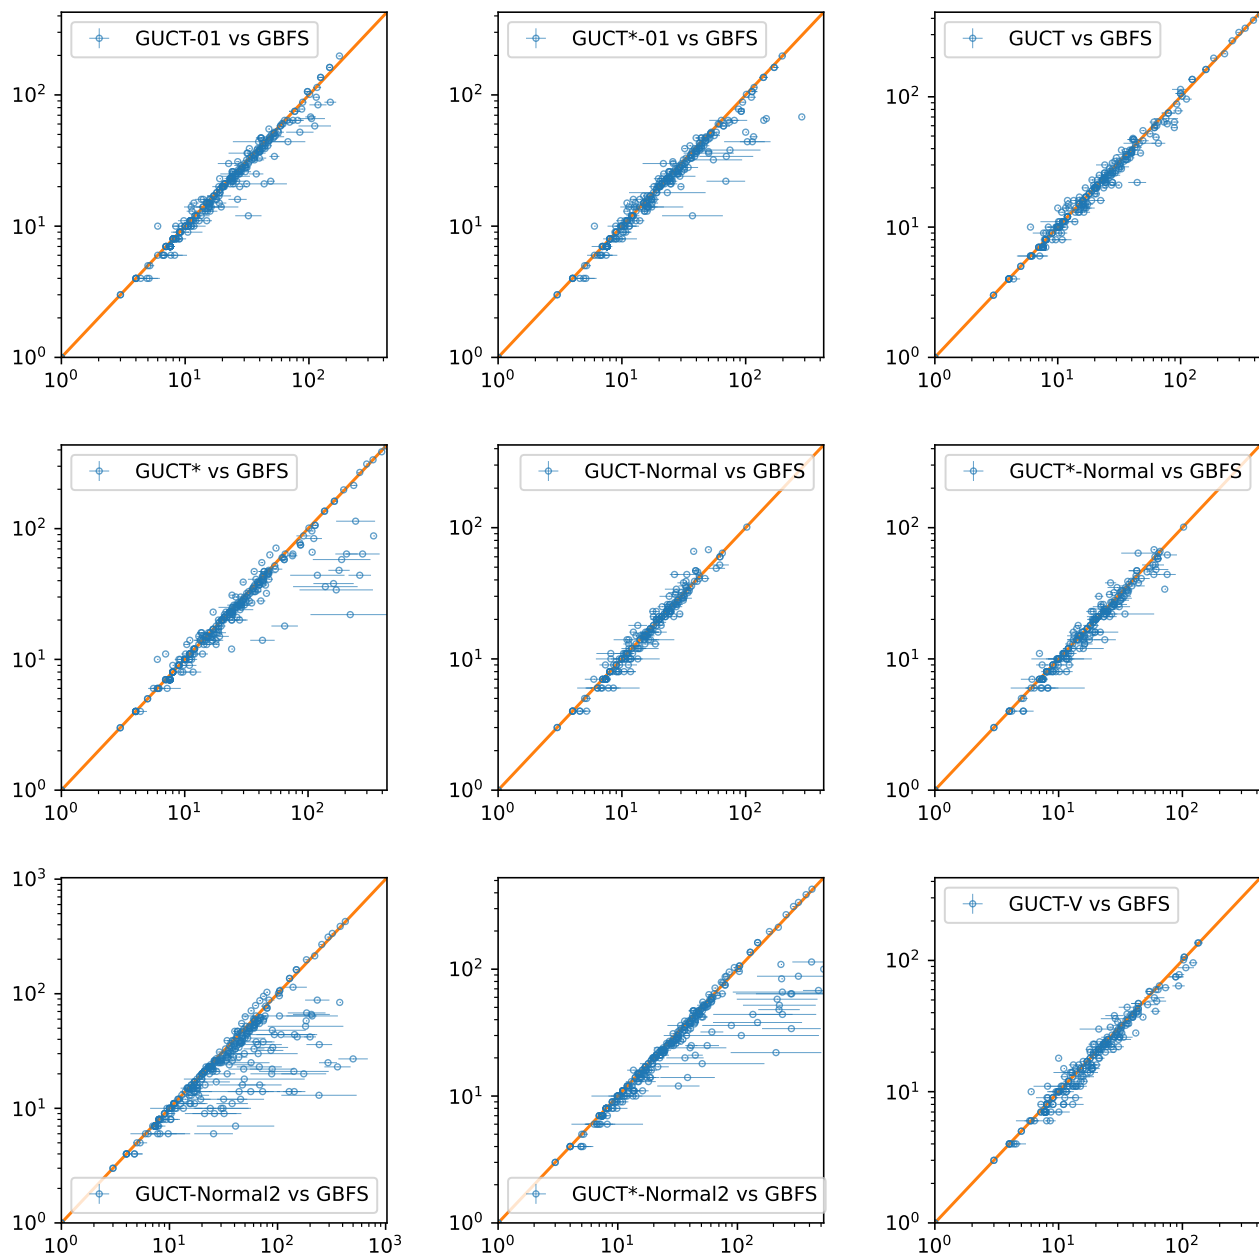 GUCT-01 vs GBFS
10²
10¹
10⁰
10⁰ 10¹ 10²
GUCT*-01 vs GBFS
10²
10¹
10⁰
10⁰ 10¹ 10²
GUCT vs GBFS
10²
10¹
10⁰
10⁰ 10¹ 10²
GUCT* vs GBFS
10²
10¹
10⁰
10⁰ 10¹ 10²
GUCT-Normal vs GBFS
10²
10¹
10⁰
10⁰ 10¹ 10²
GUCT*-Normal vs GBFS
10²
10¹
10⁰
10⁰ 10¹ 10²
10³
10²
10¹
10⁰
GUCT-Normal2 vs GBFS
10⁰ 10¹ 10² 10³
10²
10¹
10⁰
GUCT*-Normal2 vs GBFS
10⁰ 10¹ 10²
GUCT-V vs GBFS
10²
10¹
10⁰
10⁰ 10¹ 10²